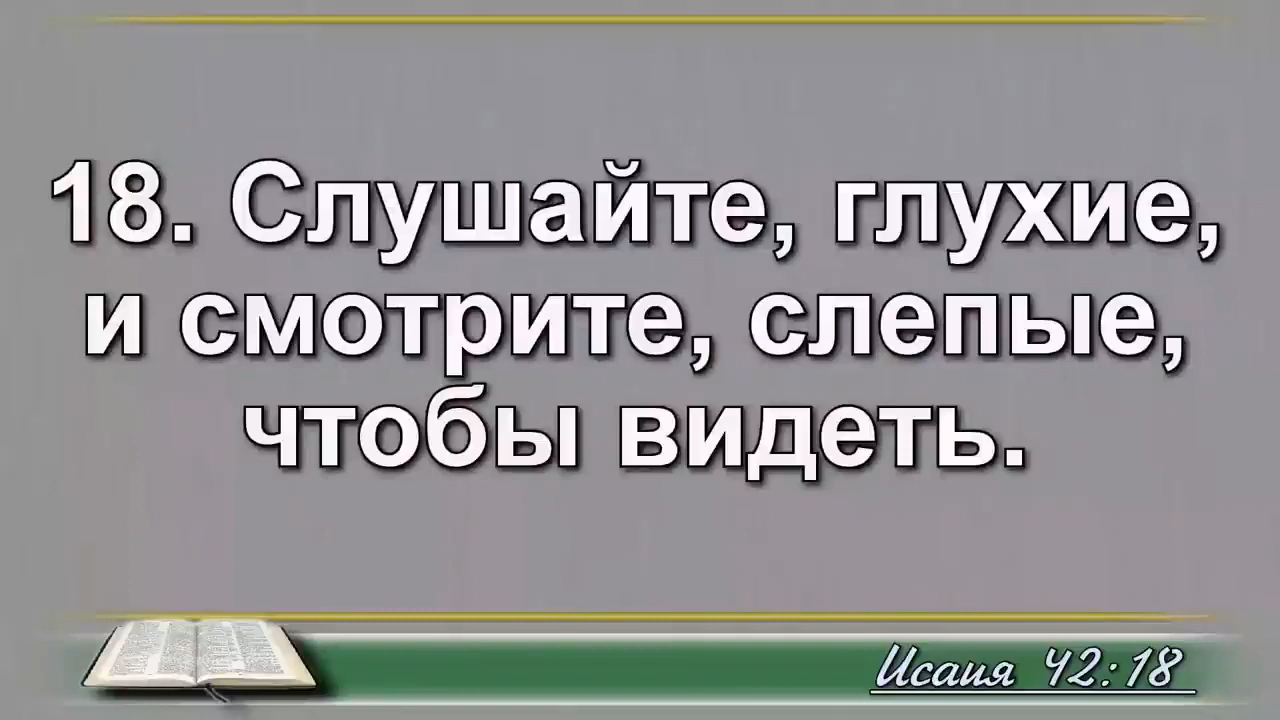 18. Слушайте, глухие,
и смотрите, слепые,
чтобы видеть.
Исаия 42:18